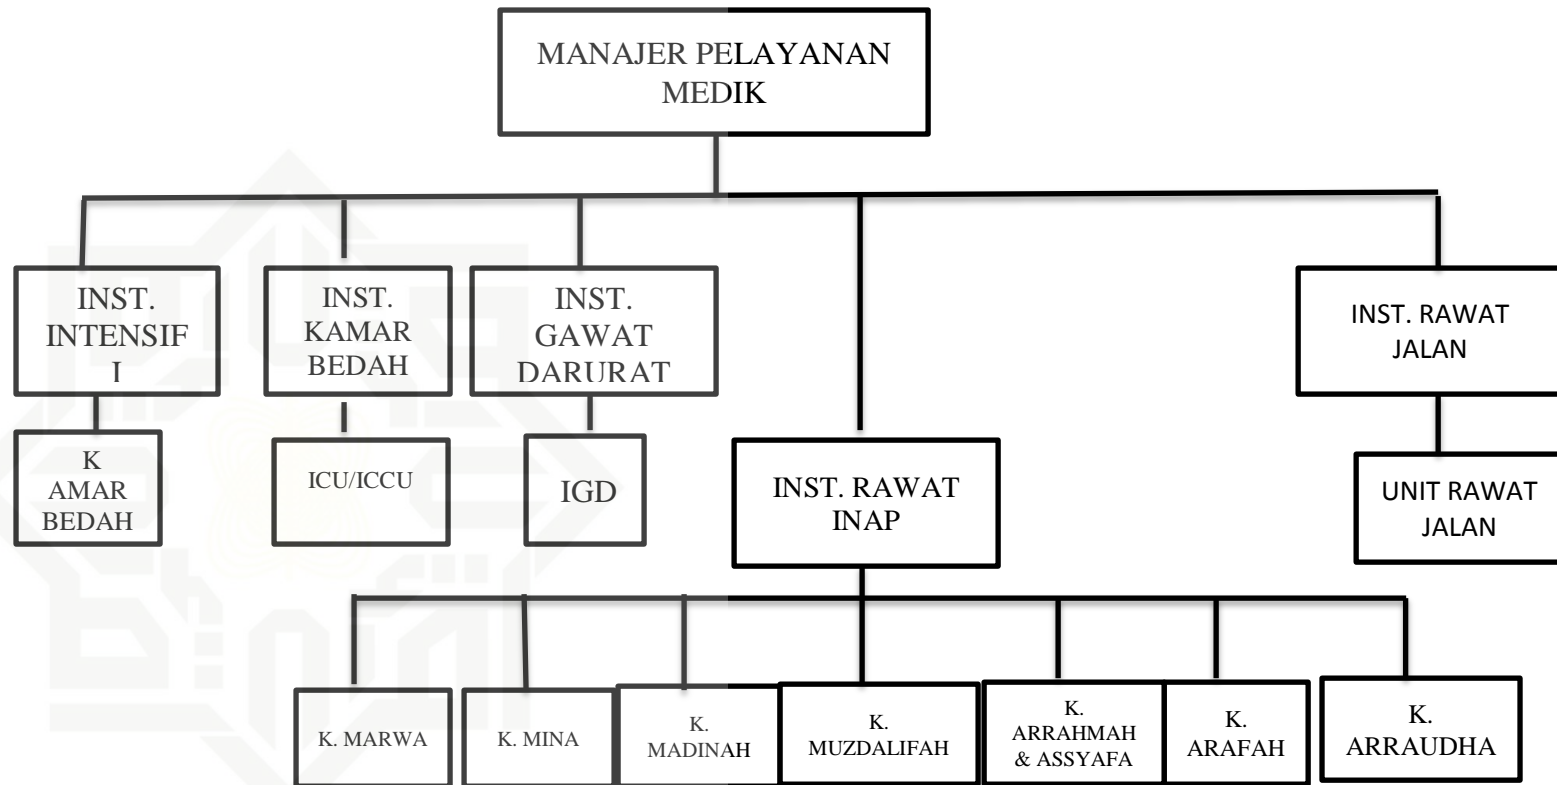 MANAJER PELAYANAN
MEDIK
INST.
INTENSIF
I
INST.
KAMAR
BEDAH
INST.
GAWAT
DARURAT
INST. RAWAT
JALAN
K
AMAR
BEDAH
ICU/ICCU
IGD
INST. RAWAT
INAP
UNIT RAWAT
JALAN
K. MARWA
K. MINA
K.
MADINAH
K.
MUZDALIFAH
K.
ARRAHMAH
& ASSYAFA
K.
ARAFAH
K.
ARRAUDHA